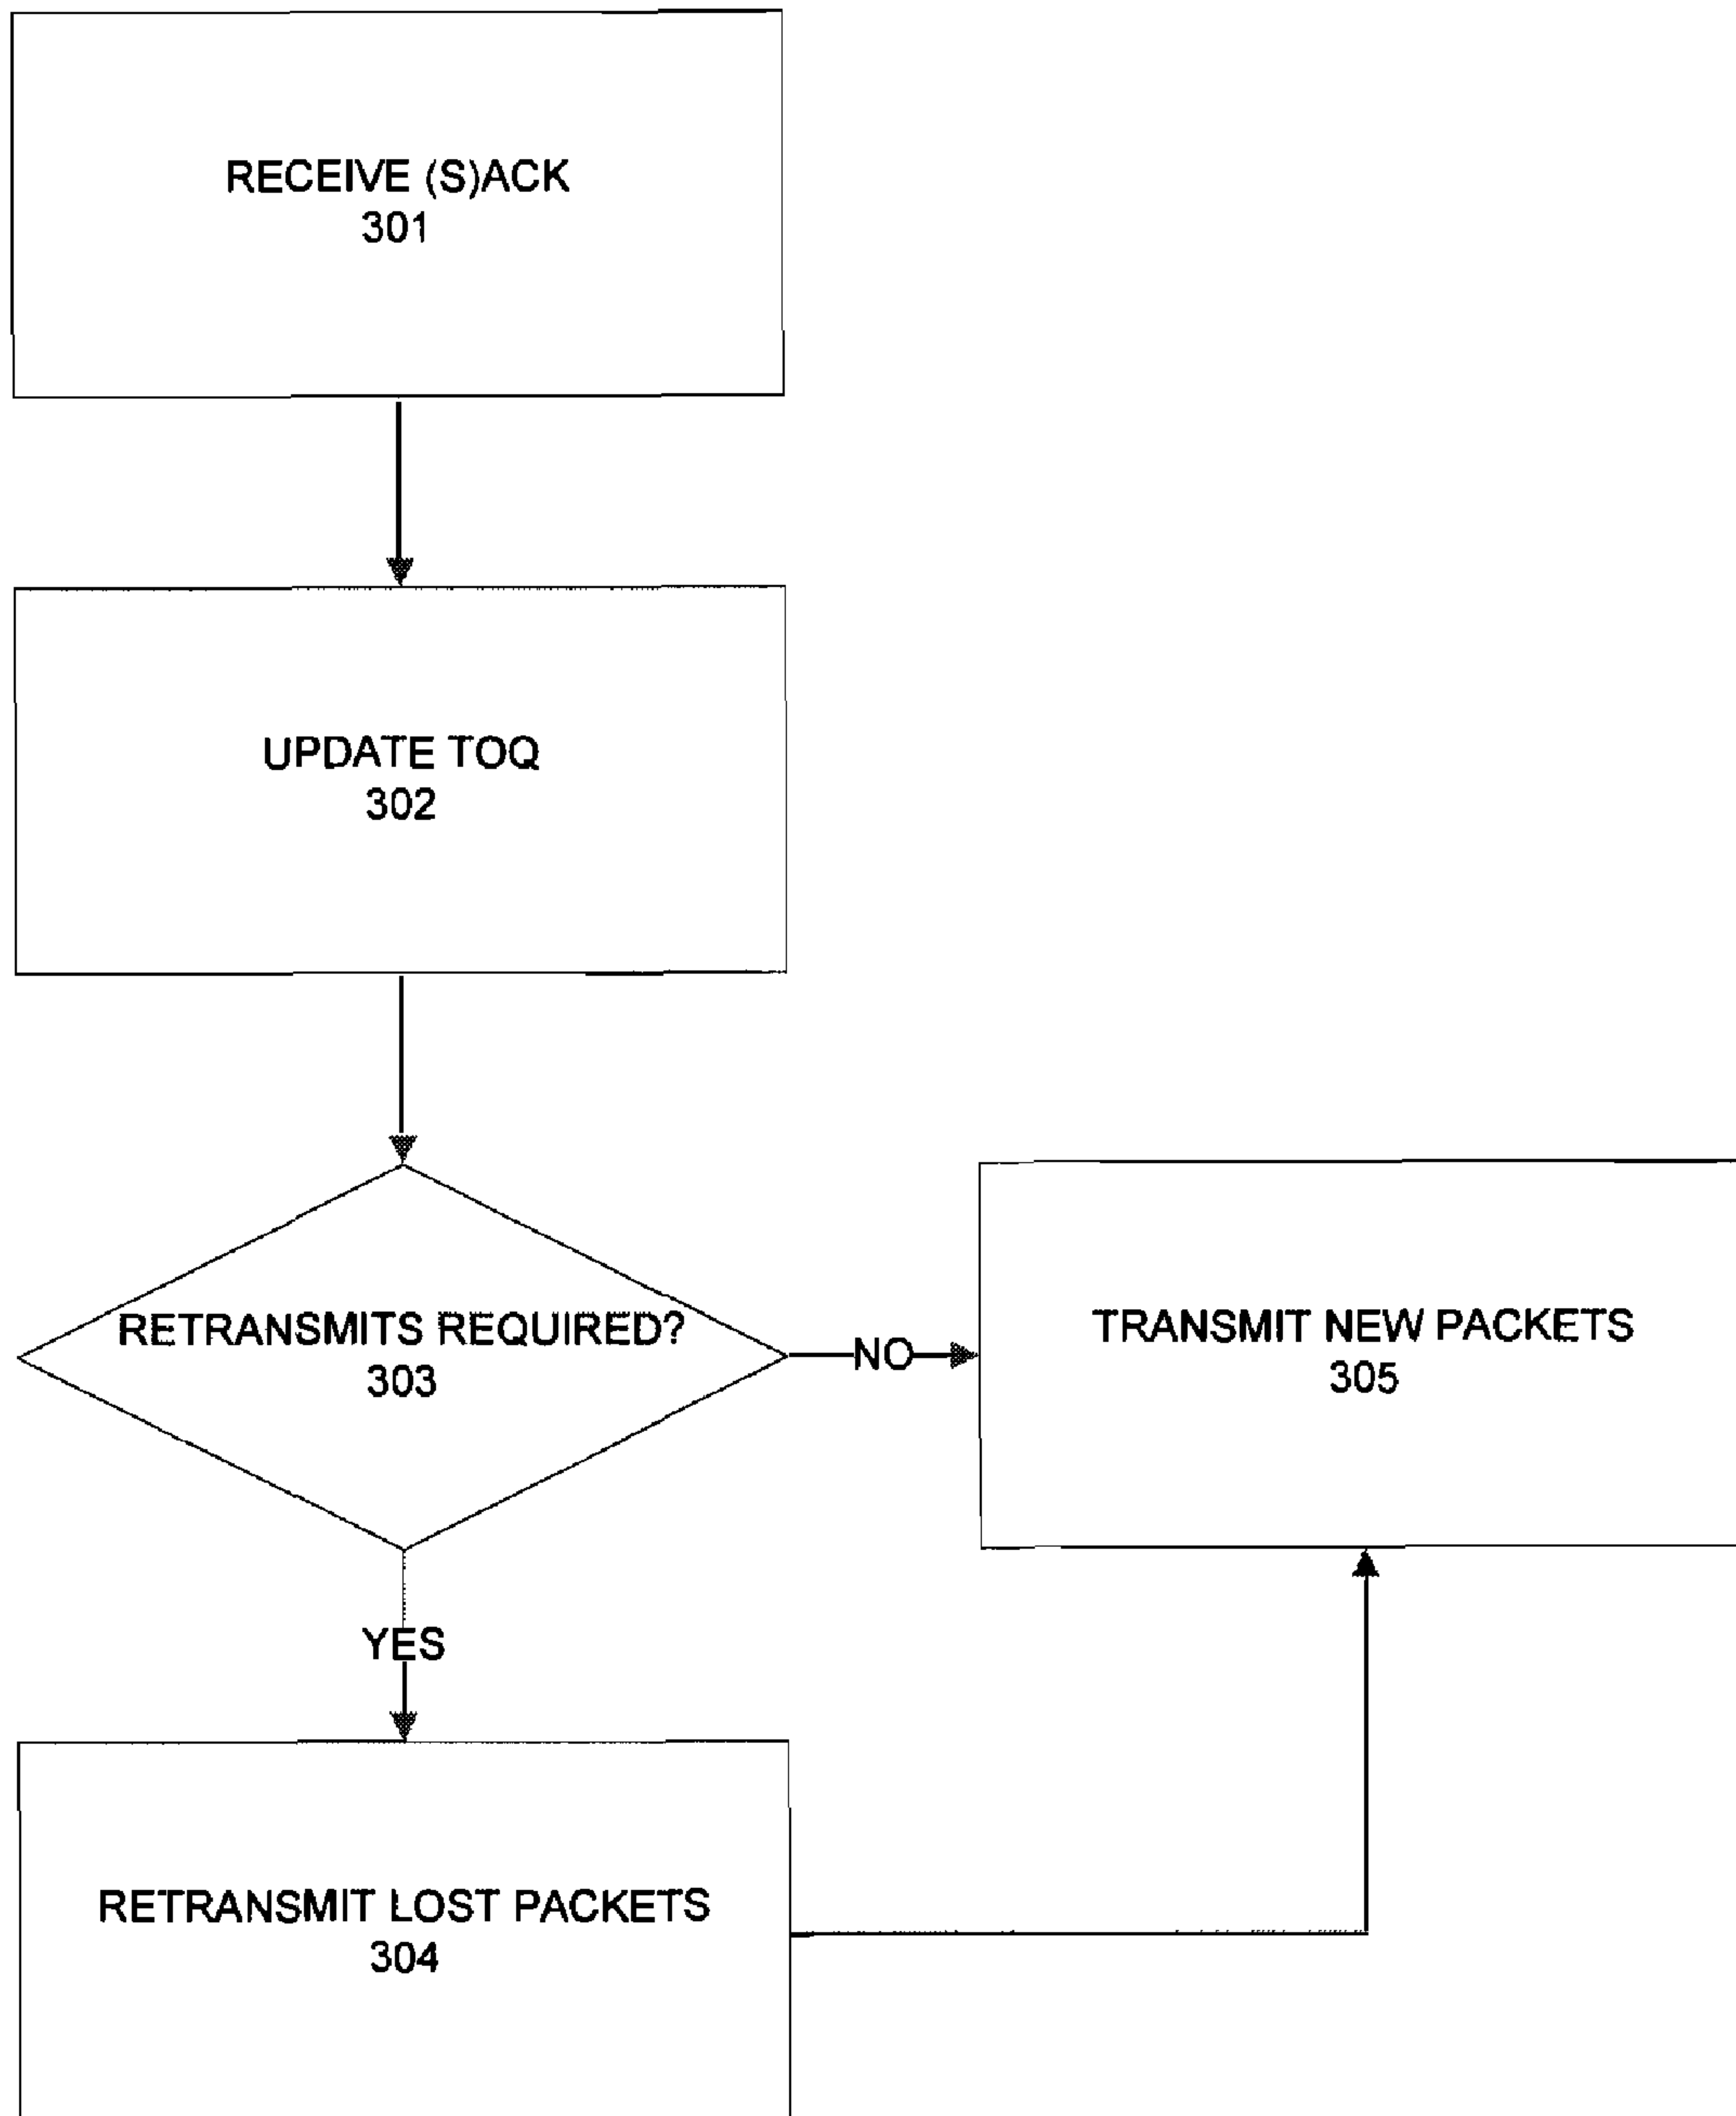 RECEIVE (S)ACK
301
UPDATE TOQ
302
RETRANSMITS REQUIRED?
303
NO
TRANSMIT NEW PACKETS
305
YES
RETRANSMIT LOST PACKETS
304